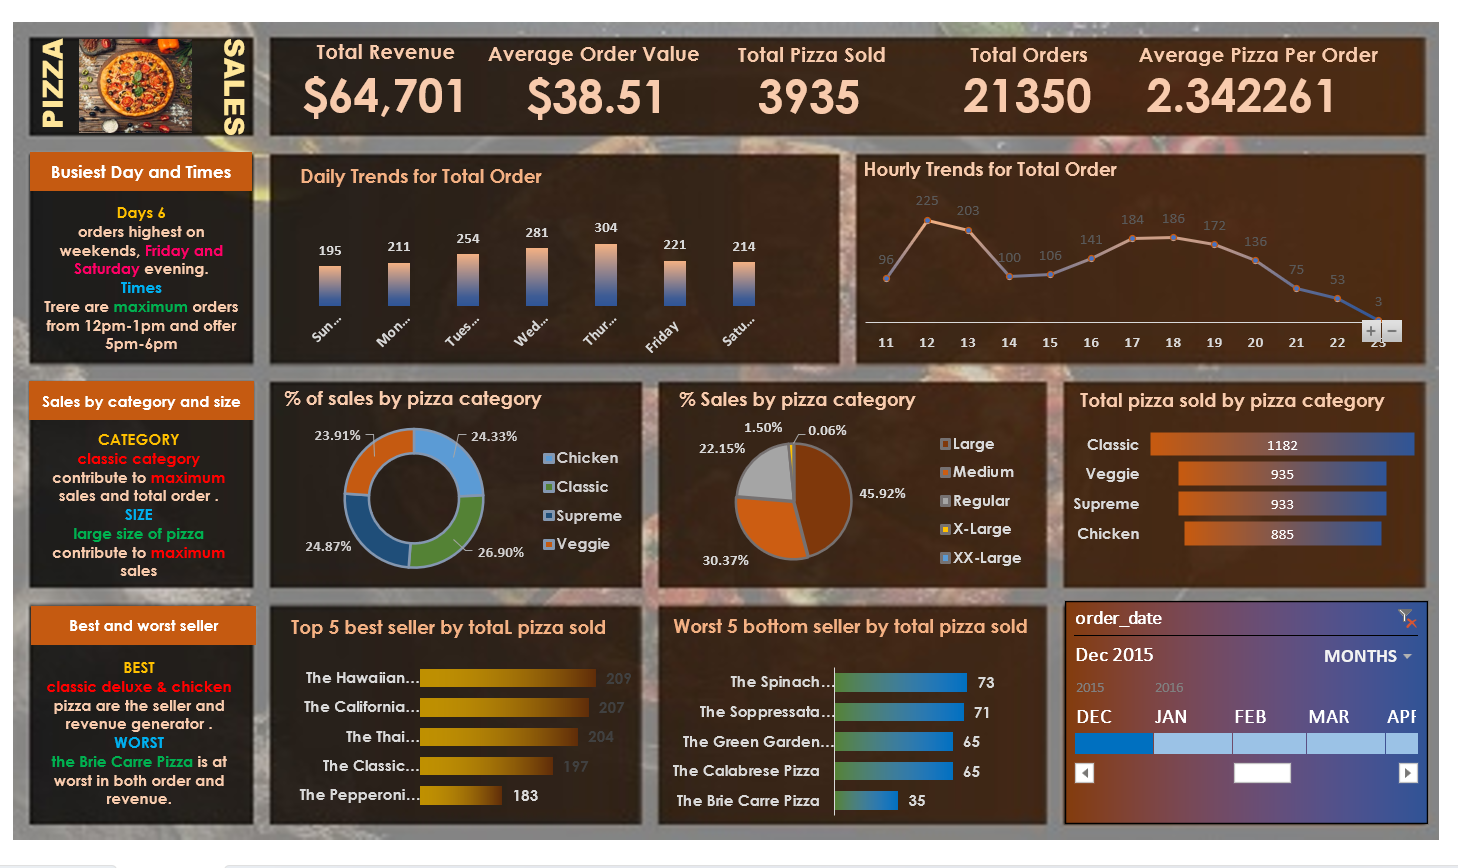 PIZZA
SALES
Total Revenue
$64,701
Average Order Value
$38.51
Total Pizza Sold
3935
Total Orders
21350
Average Pizza Per Order
2.342261
Busiest Day and Times
Days 6
orders highest on
weekends, Friday and
Saturday evening.
Times
Trere are maximum orders
from 12pm-1pm and offer
5pm-6pm
Daily Trends for Total Order
195
211
254
281
304
221
214
Sun...
Mon...
Tues...
Wed...
Thur...
Friday
Satu...
Hourly Trends for Total Order
96
225
203
100
106
141
184
186
172
136
75
53
3
+ −
11 12 13 14 15 16 17 18 19 20 21 22 23
Sales by category and size
CATEGORY
classic category
contribute to maximum
sales and total order .
SIZE
large size of pizza
contribute to maximum
sales
% of sales by pizza category
23.91%
24.33%
24.87%
26.90%
Chicken
Classic
Supreme
Veggie
% Sales by pizza category
1.50%
0.06%
22.15%
45.92%
30.37%
Large
Medium
Regular
X-Large
XX-Large
Total pizza sold by pizza category
Classic 1182
Veggie 935
Supreme 933
Chicken 885
Best and worst seller
BEST
classic deluxe & chicken
pizza are the seller and
revenue generator .
WORST
the Brie Carre Pizza is at
worst in both order and
revenue.
Top 5 best seller by totaL pizza sold
The Hawaiian... 209
The California... 207
The Thai... 204
The Classic... 197
The Pepperoni... 183
Worst 5 bottom seller by total pizza sold
The Spinach... 73
The Soppressata... 71
The Green Garden... 65
The Calabrese Pizza 65
The Brie Carre Pizza 35
order_date
Dec 2015
MONTHS
2015 2016
DEC JAN FEB MAR APR